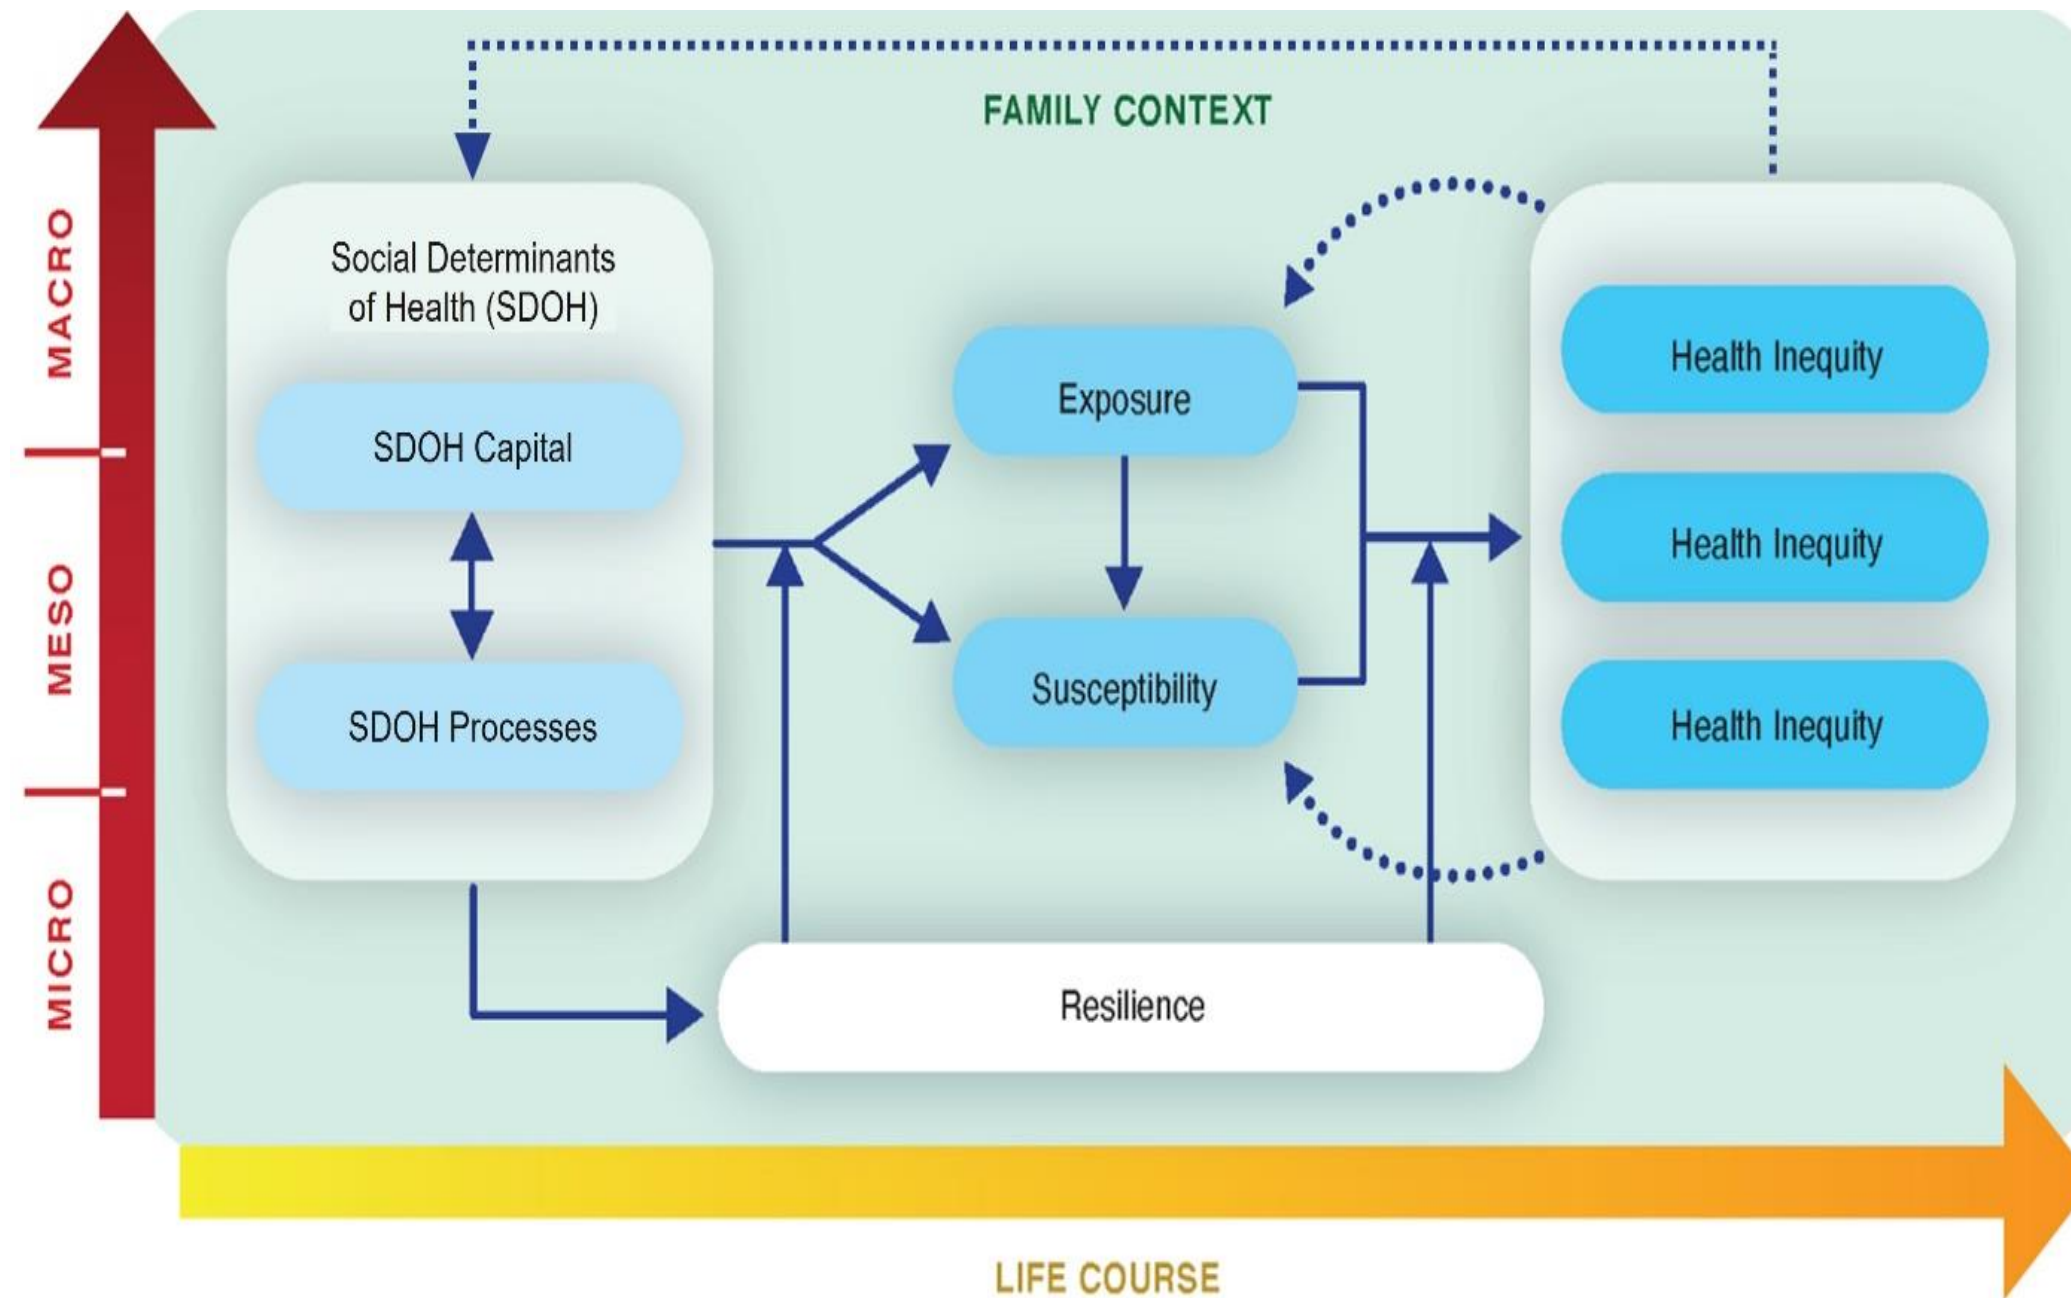 FAMILY CONTEXT
MACRO
MESO
MICRO
Social Determinants
of Health (SDOH)
SDOH Capital
SDOH Processes
Exposure
Susceptibility
Health Inequity
Health Inequity
Health Inequity
Resilience
LIFE COURSE